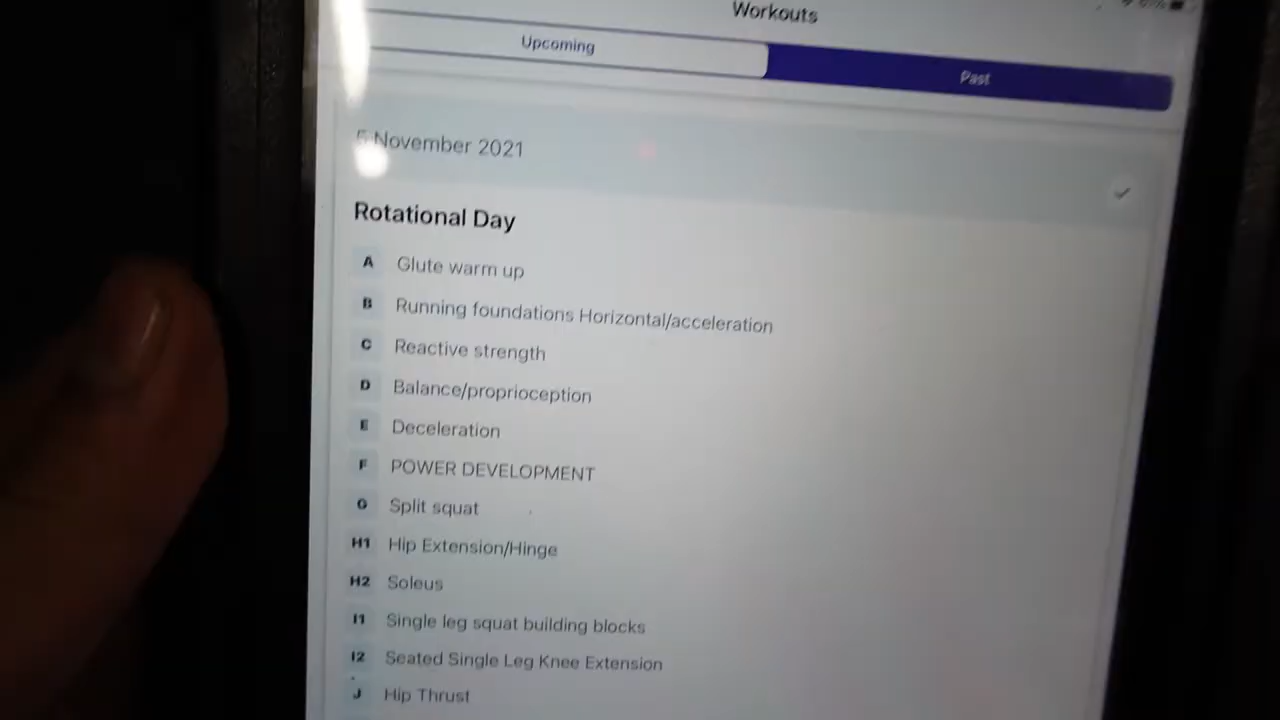 Workouts
Upcoming
Past
5 November 2021
Rotational Day
A Glute warm up
B Running foundations Horizontal/acceleration
C Reactive strength
D Balance/proprioception
E Deceleration
F POWER DEVELOPMENT
G Split squat
H1 Hip Extension/Hinge
H2 Soleus
I1 Single leg squat building blocks
I2 Seated Single Leg Knee Extension
J Hip Thrust